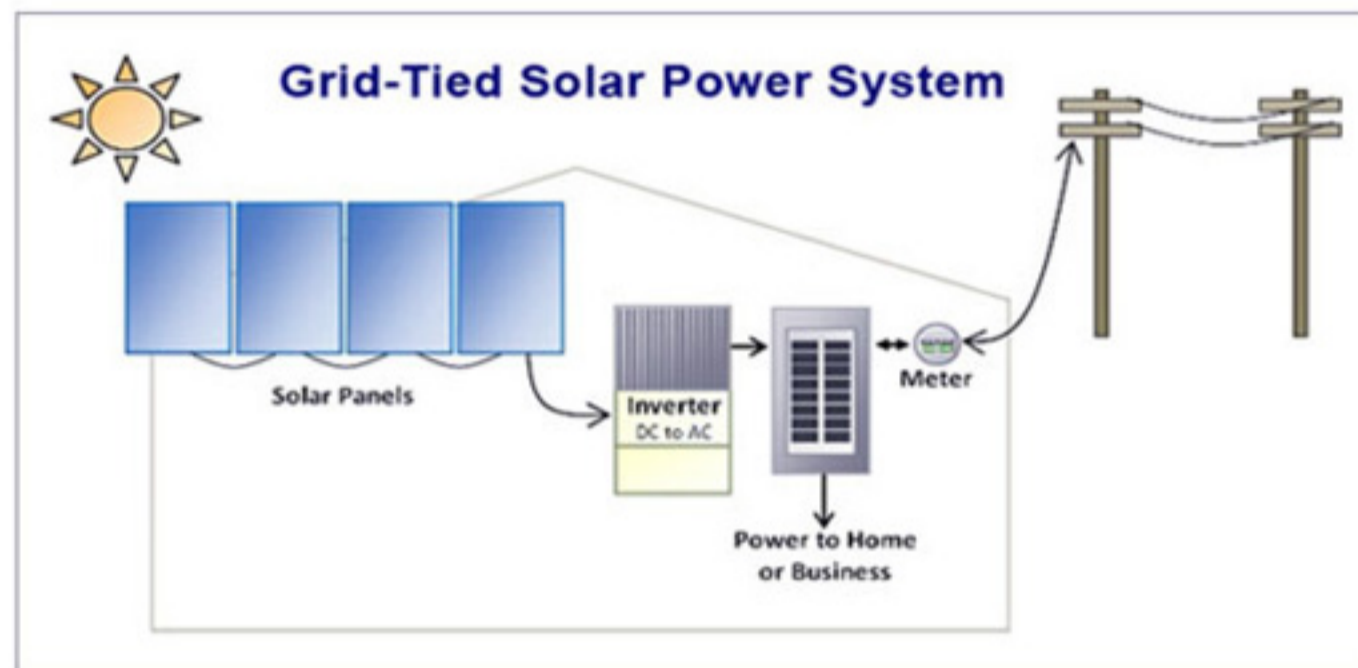 Grid-Tied Solar Power System
Solar Panels
Inverter
DC to AC
Meter
Power to Home
or Business